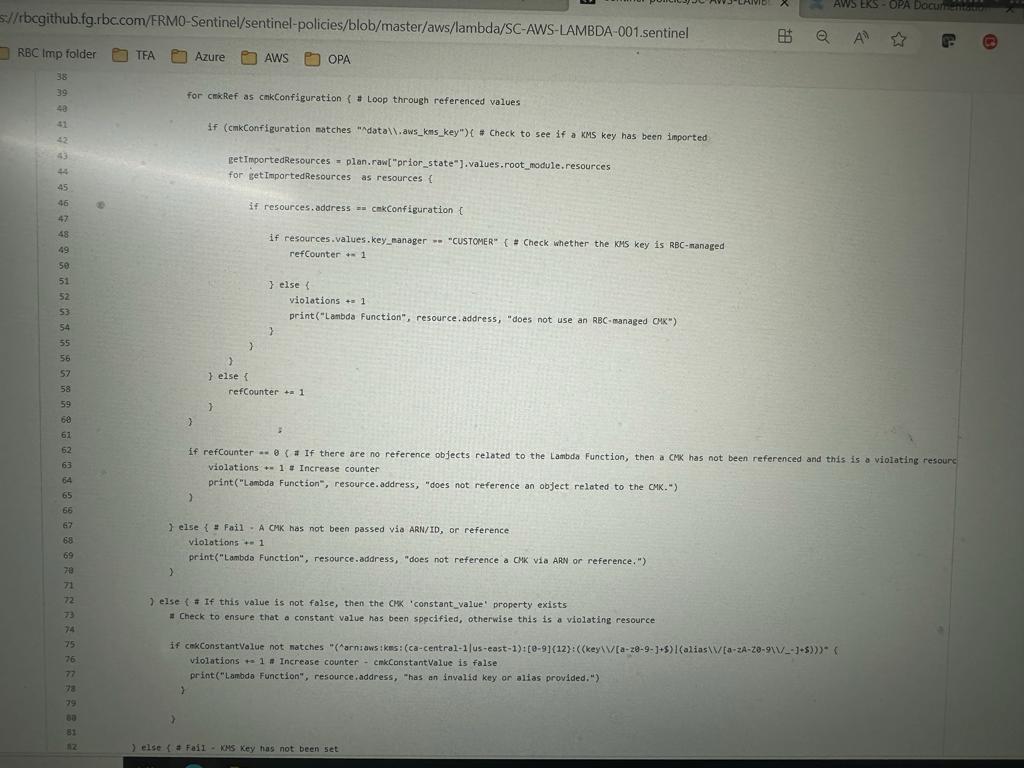 s://rbcgithub.fg.rbc.com/FRM0-Sentinel/sentinel-policies/blob/master/aws/lambda/SC-AWS-LAMBDA-001.sentinel
AWS EKS - OPA Documentation
RBC Imp folder TFA Azure AWS OPA
38
39 for cmkRef as cmkConfiguration { # Loop through referenced values
40
41 if (cmkConfiguration matches "^data\\.aws_kms_key"){ # Check to see if a KMS key has been imported
42
43 getImportedResources = plan.raw["prior_state"].values.root_module.resources
44 for getImportedResources as resources {
45
46 if resources.address == cmkConfiguration {
47
48 if resources.values.key_manager == "CUSTOMER" { # Check whether the KMS key is RBC-managed
49 refCounter += 1
50
51 } else {
52 violations += 1
53 print("Lambda Function", resource.address, "does not use an RBC-managed CMK")
54 }
55 }
56 }
57 } else {
58 refCounter += 1
59 }
60 }
61
62 if refCounter == 0 { # If there are no reference objects related to the Lambda Function, then a CMK has not been referenced and this is a violating resourc
63 violations += 1 # Increase counter
64 print("Lambda Function", resource.address, "does not reference an object related to the CMK.")
65 }
66
67 } else { # Fail - A CMK has not been passed via ARN/ID, or reference
68 violations += 1
69 print("Lambda Function", resource.address, "does not reference a CMK via ARN or reference.")
70 }
71
72 } else { # If this value is not false, then the CMK 'constant_value' property exists
73 # Check to ensure that a constant value has been specified, otherwise this is a violating resource
74
75 if cmkConstantValue not matches "(^arn:aws:kms:(ca-central-1|us-east-1):[0-9]{12}:((key\\/[a-z0-9-]+$)|(alias\\/[a-zA-Z0-9\\/_-]+$)))" {
76 violations += 1 # Increase counter - cmkConstantValue is false
77 print("Lambda Function", resource.address, "has an invalid key or alias provided.")
78 }
79
80 }
81
82 } else { # Fail - KMS Key has not been set